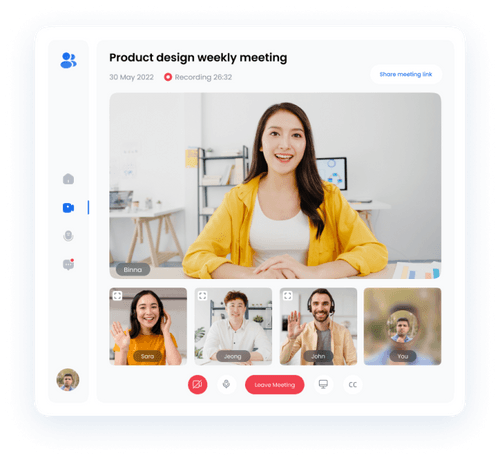 Product design weekly meeting
30 May 2022
Recording 26:32
Share meeting link
Binna
Sara
Jeong
John
You
Leave Meeting
CC